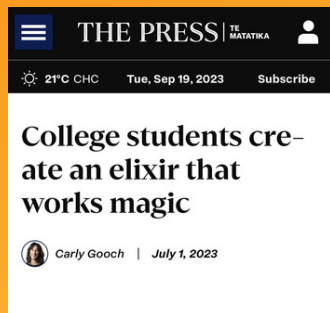 THE PRESS | TE MATATIKA
21°C CHC Tue, Sep 19, 2023 Subscribe
College students cre-
ate an elixir that
works magic
Carly Gooch | July 1, 2023